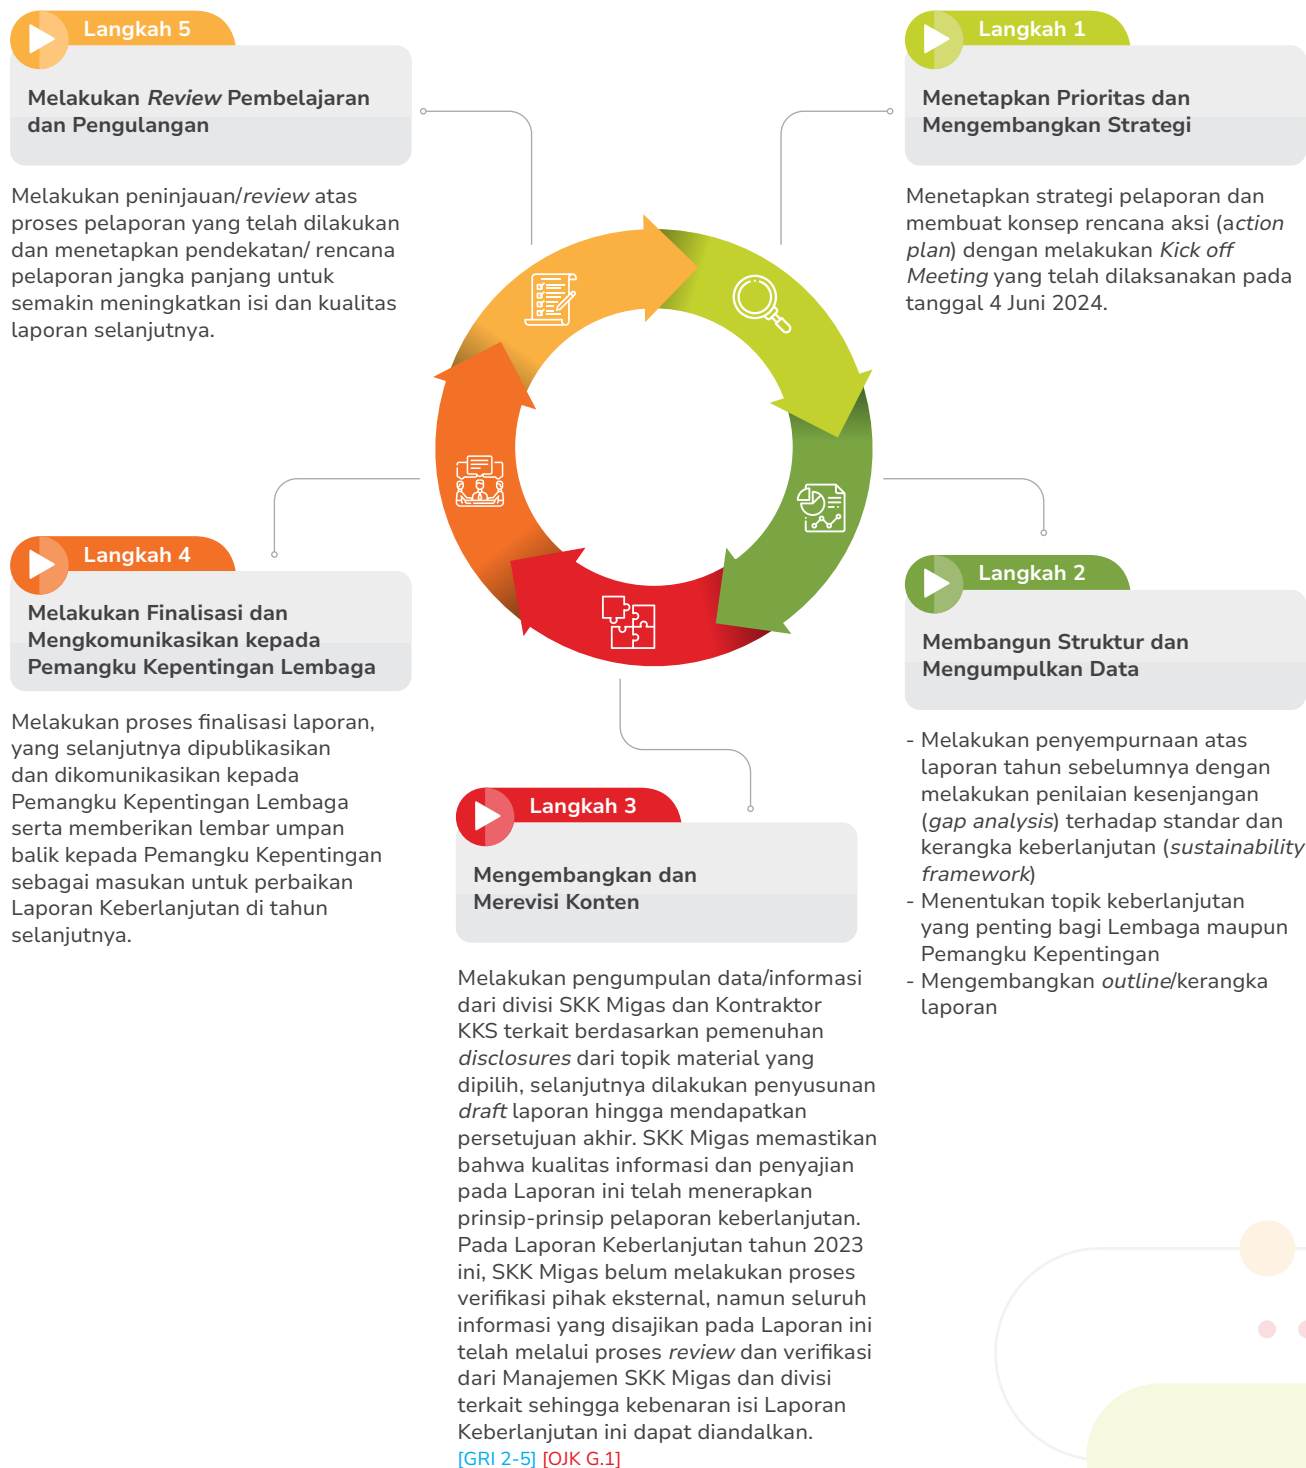 Langkah 1
Menetapkan Prioritas dan
Mengembangkan Strategi
Menetapkan strategi pelaporan dan
membuat konsep rencana aksi (action
plan) dengan melakukan Kick off
Meeting yang telah dilaksanakan pada
tanggal 4 Juni 2024.
Langkah 2
Membangun Struktur dan
Mengumpulkan Data
- Melakukan penyempurnaan atas
laporan tahun sebelumnya dengan
melakukan penilaian kesenjangan
(gap analysis) terhadap standar dan
kerangka keberlanjutan (sustainability
framework)
- Menentukan topik keberlanjutan
yang penting bagi Lembaga maupun
Pemangku Kepentingan
- Mengembangkan outline/kerangka
laporan
Langkah 3
Mengembangkan dan
Merevisi Konten
Melakukan pengumpulan data/informasi
dari divisi SKK Migas dan Kontraktor
KKS terkait berdasarkan pemenuhan
disclosures dari topik material yang
dipilih, selanjutnya dilakukan penyusunan
draft laporan hingga mendapatkan
persetujuan akhir. SKK Migas memastikan
bahwa kualitas informasi dan penyajian
pada Laporan ini telah menerapkan
prinsip-prinsip pelaporan keberlanjutan.
Pada Laporan Keberlanjutan tahun 2023
ini, SKK Migas belum melakukan proses
verifikasi pihak eksternal, namun seluruh
informasi yang disajikan pada Laporan ini
telah melalui proses review dan verifikasi
dari Manajemen SKK Migas dan divisi
terkait sehingga kebenaran isi Laporan
Keberlanjutan ini dapat diandalkan.
[GRI 2-5] [OJK G.1]
Langkah 4
Melakukan Finalisasi dan
Mengkomunikasikan kepada
Pemangku Kepentingan Lembaga
Melakukan proses finalisasi laporan,
yang selanjutnya dipublikasikan
dan dikomunikasikan kepada
Pemangku Kepentingan Lembaga
serta memberikan lembar umpan
balik kepada Pemangku Kepentingan
sebagai masukan untuk perbaikan
Laporan Keberlanjutan di tahun
selanjutnya.
Langkah 5
Melakukan Review Pembelajaran
dan Pengulangan
Melakukan peninjauan/review atas
proses pelaporan yang telah dilakukan
dan menetapkan pendekatan/ rencana
pelaporan jangka panjang untuk
semakin meningkatkan isi dan kualitas
laporan selanjutnya.